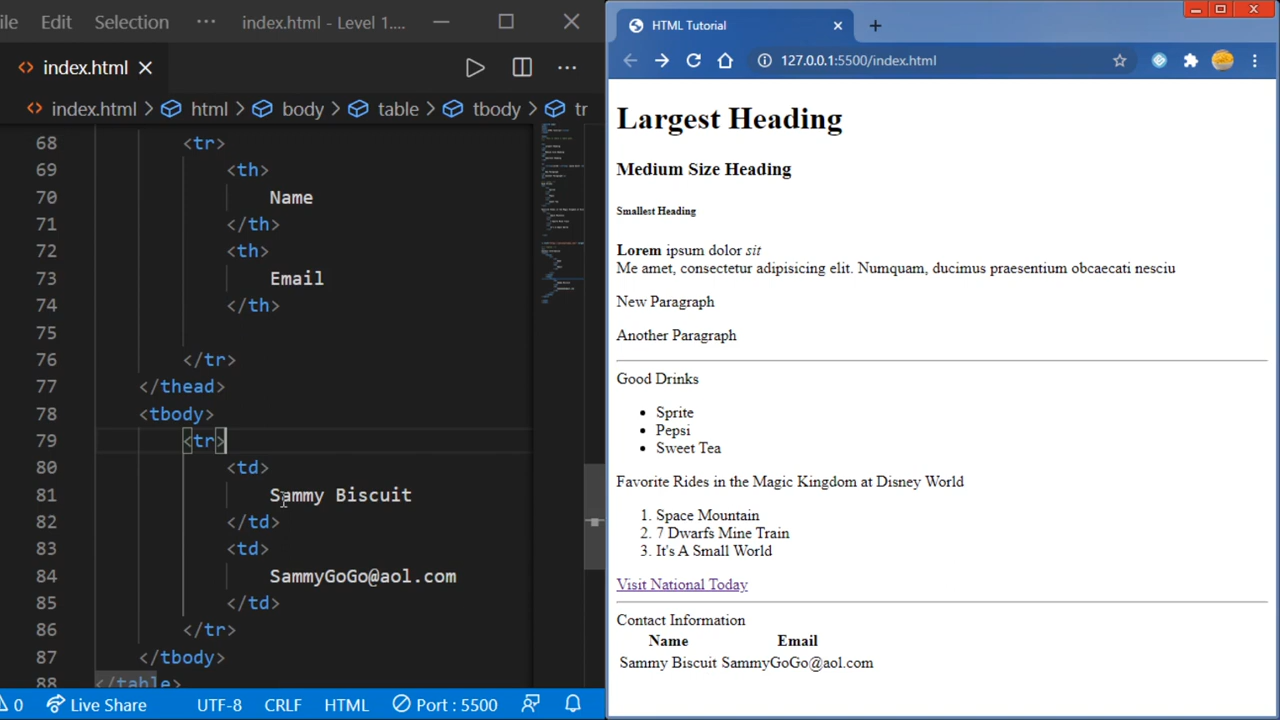 ile Edit Selection ··· index.html - Level 1....
index.html
index.html > html > body > table > tbody > tr
68 <tr>
69 <th>
70 Name
71 </th>
72 <th>
73 Email
74 </th>
75
76 </tr>
77 </thead>
78 <tbody>
79 <tr>
80 <td>
81 Sammy Biscuit
82 </td>
83 <td>
84 SammyGoGo@aol.com
85 </td>
86 </tr>
87 </tbody>
88 </table>
0 Live Share UTF-8 CRLF HTML Port : 5500
HTML Tutorial
127.0.0.1:5500/index.html
Largest Heading
Medium Size Heading
Smallest Heading
Lorem ipsum dolor sit
Me amet, consectetur adipisicing elit. Numquam, ducimus praesentium obcaecati nesciu
New Paragraph
Another Paragraph
Good Drinks
• Sprite
• Pepsi
• Sweet Tea
Favorite Rides in the Magic Kingdom at Disney World
1. Space Mountain
2. 7 Dwarfs Mine Train
3. It's A Small World
Visit National Today
Contact Information
Name Email
Sammy Biscuit SammyGoGo@aol.com